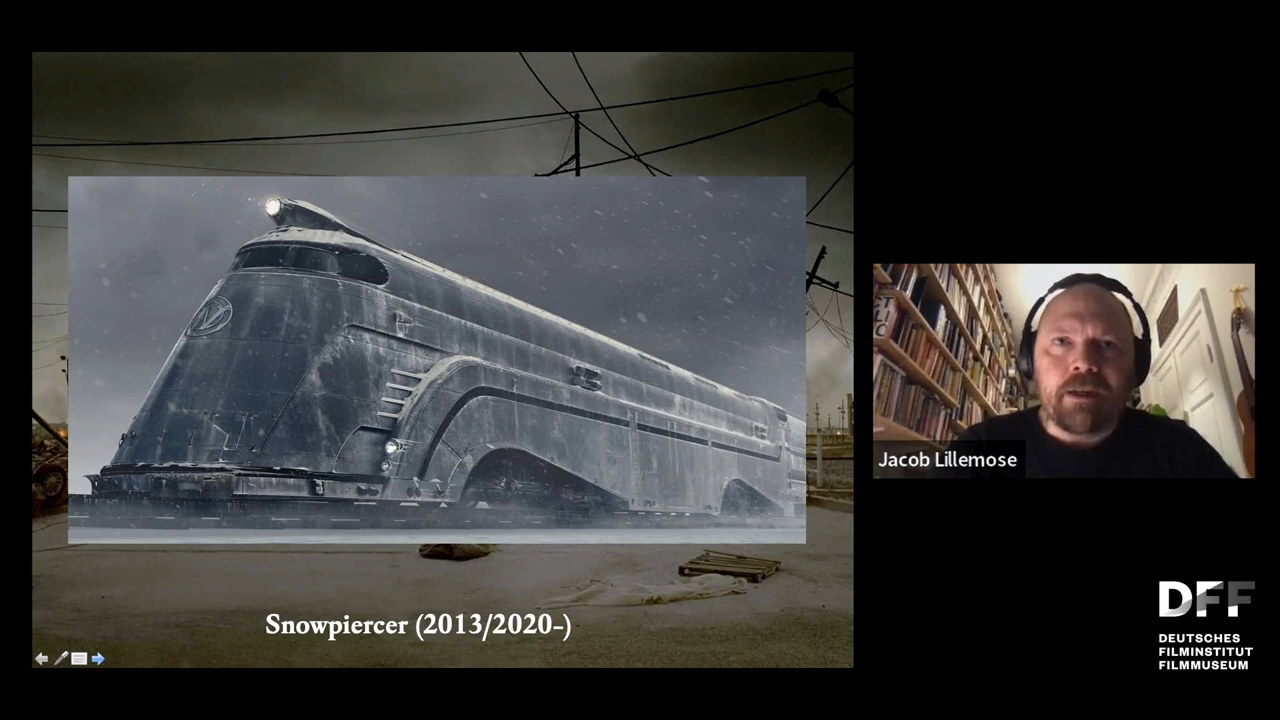 Snowpiercer (2013/2020-)
Jacob Lillemose
DFF
DEUTSCHES
FILMINSTITUT
FILMMUSEUM